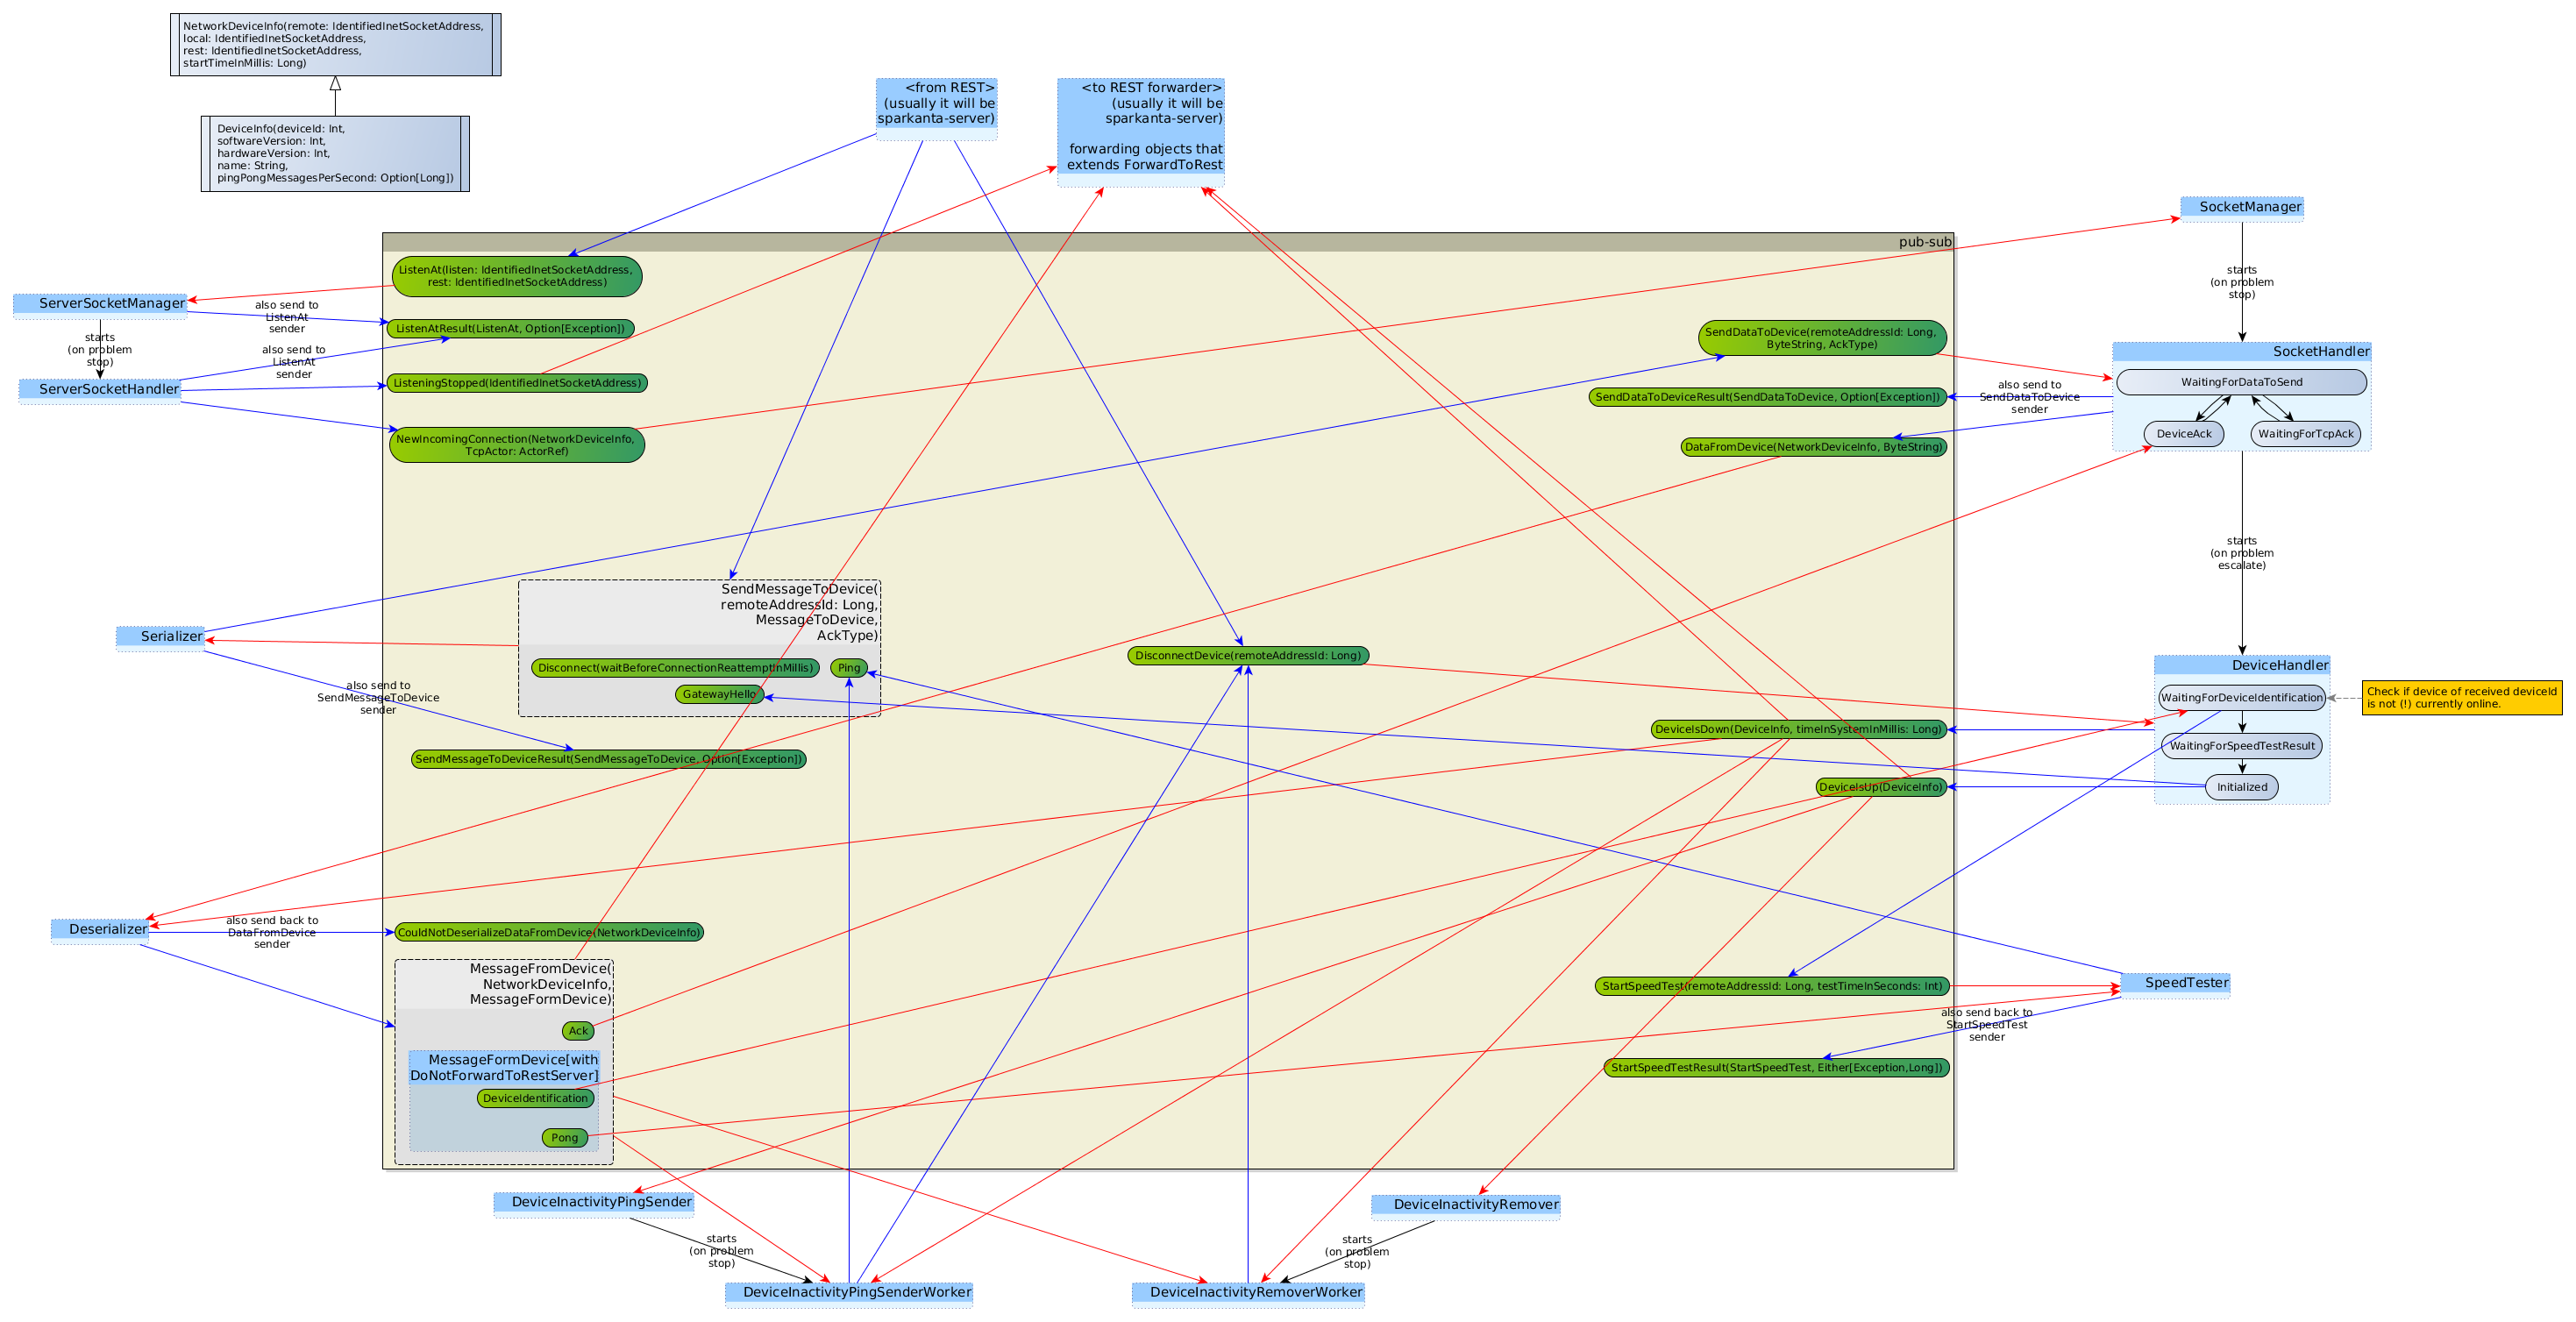 NetworkDeviceInfo(remote: IdentifiedInetSocketAddress,
local: IdentifiedInetSocketAddress,
rest: IdentifiedInetSocketAddress,
startTimeInMillis: Long)
DeviceInfo(deviceId: Int,
softwareVersion: Int,
hardwareVersion: Int,
name: String,
pingPongMessagesPerSecond: Option[Long])
<from REST>
(usually it will be
sparkanta-server)
<to REST forwarder>
(usually it will be
sparkanta-server)
forwarding objects that
extends ForwardToRest
SocketManager
starts
(on problem
stop)
pub-sub
ListenAt(listen: IdentifiedInetSocketAddress,
rest: IdentifiedInetSocketAddress)
ServerSocketManager
also send to
ListenAt
sender
ListenAtResult(ListenAt, Option[Exception])
starts
(on problem
stop)
also send to
ListenAt
sender
ServerSocketHandler
ListeningStopped(IdentifiedInetSocketAddress)
NewIncomingConnection(NetworkDeviceInfo,
TcpActor: ActorRef)
SendDataToDevice(remoteAddressId: Long,
ByteString, AckType)
SendDataToDeviceResult(SendDataToDevice, Option[Exception])
also send to
SendDataToDevice
sender
DataFromDevice(NetworkDeviceInfo, ByteString)
SocketHandler
WaitingForDataToSend
DeviceAck
WaitingForTcpAck
starts
(on problem
escalate)
SendMessageToDevice(
remoteAddressId: Long,
MessageToDevice,
AckType)
Disconnect(waitBeforeConnectionReattemptInMillis)
Ping
GatewayHello
Serializer
also send to
SendMessageToDevice
sender
SendMessageToDeviceResult(SendMessageToDevice, Option[Exception])
DisconnectDevice(remoteAddressId: Long)
DeviceHandler
WaitingForDeviceIdentification
WaitingForSpeedTestResult
Initialized
Check if device of received deviceId
is not (!) currently online.
DeviceIsDown(DeviceInfo, timeInSystemInMillis: Long)
DeviceIsUp(DeviceInfo)
Deserializer
also send back to
DataFromDevice
sender
CouldNotDeserializeDataFromDevice(NetworkDeviceInfo)
MessageFromDevice(
NetworkDeviceInfo,
MessageFormDevice)
Ack
MessageFormDevice[with
DoNotForwardToRestServer]
DeviceIdentification
Pong
StartSpeedTest(remoteAddressId: Long, testTimeInSeconds: Int)
SpeedTester
also send back to
StartSpeedTest
sender
StartSpeedTestResult(StartSpeedTest, Either[Exception,Long])
DeviceInactivityPingSender
starts
(on problem
stop)
DeviceInactivityPingSenderWorker
DeviceInactivityRemover
starts
(on problem
stop)
DeviceInactivityRemoverWorker